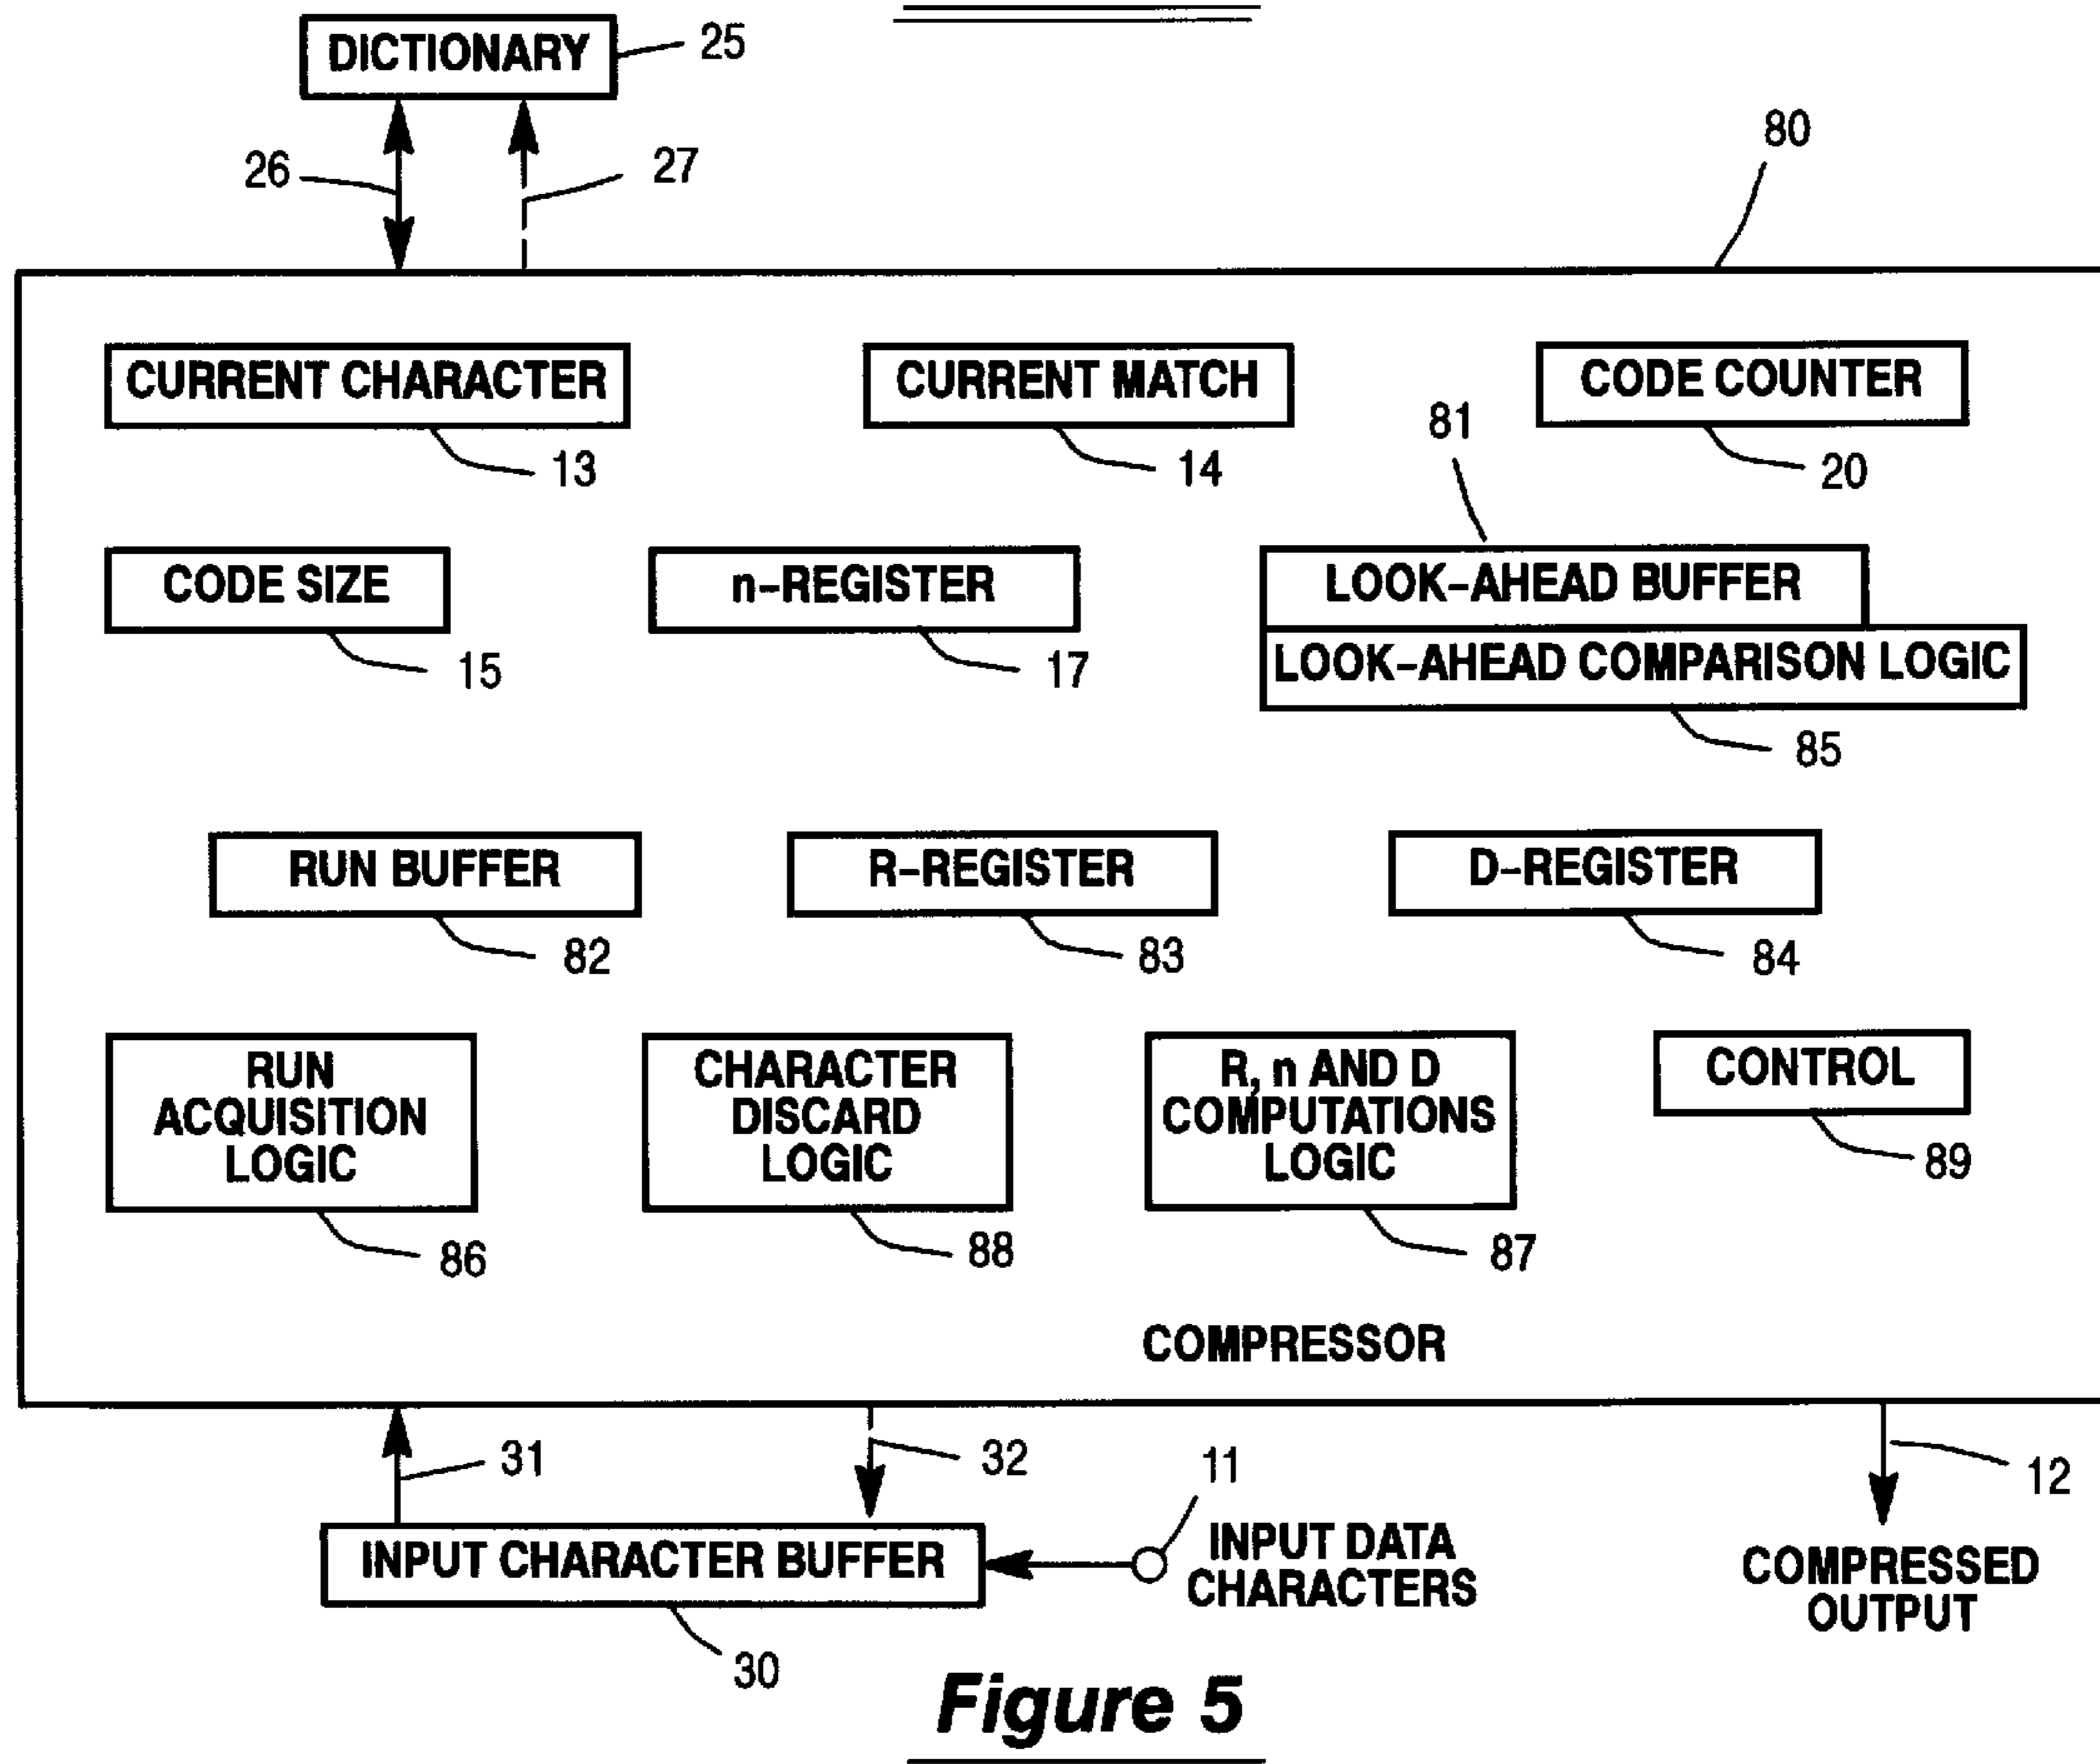 DICTIONARY
25
26
27
80
CURRENT CHARACTER
13
CURRENT MATCH
14
CODE COUNTER
20
CODE SIZE
15
n-REGISTER
17
81
LOOK-AHEAD BUFFER
LOOK-AHEAD COMPARISON LOGIC
85
RUN BUFFER
82
R-REGISTER
83
D-REGISTER
84
RUN
ACQUISITION
LOGIC
86
CHARACTER
DISCARD
LOGIC
88
R, n AND D
COMPUTATIONS
LOGIC
87
CONTROL
89
COMPRESSOR
31
32
11
12
INPUT CHARACTER BUFFER
30
INPUT DATA
CHARACTERS
COMPRESSED
OUTPUT
Figure 5